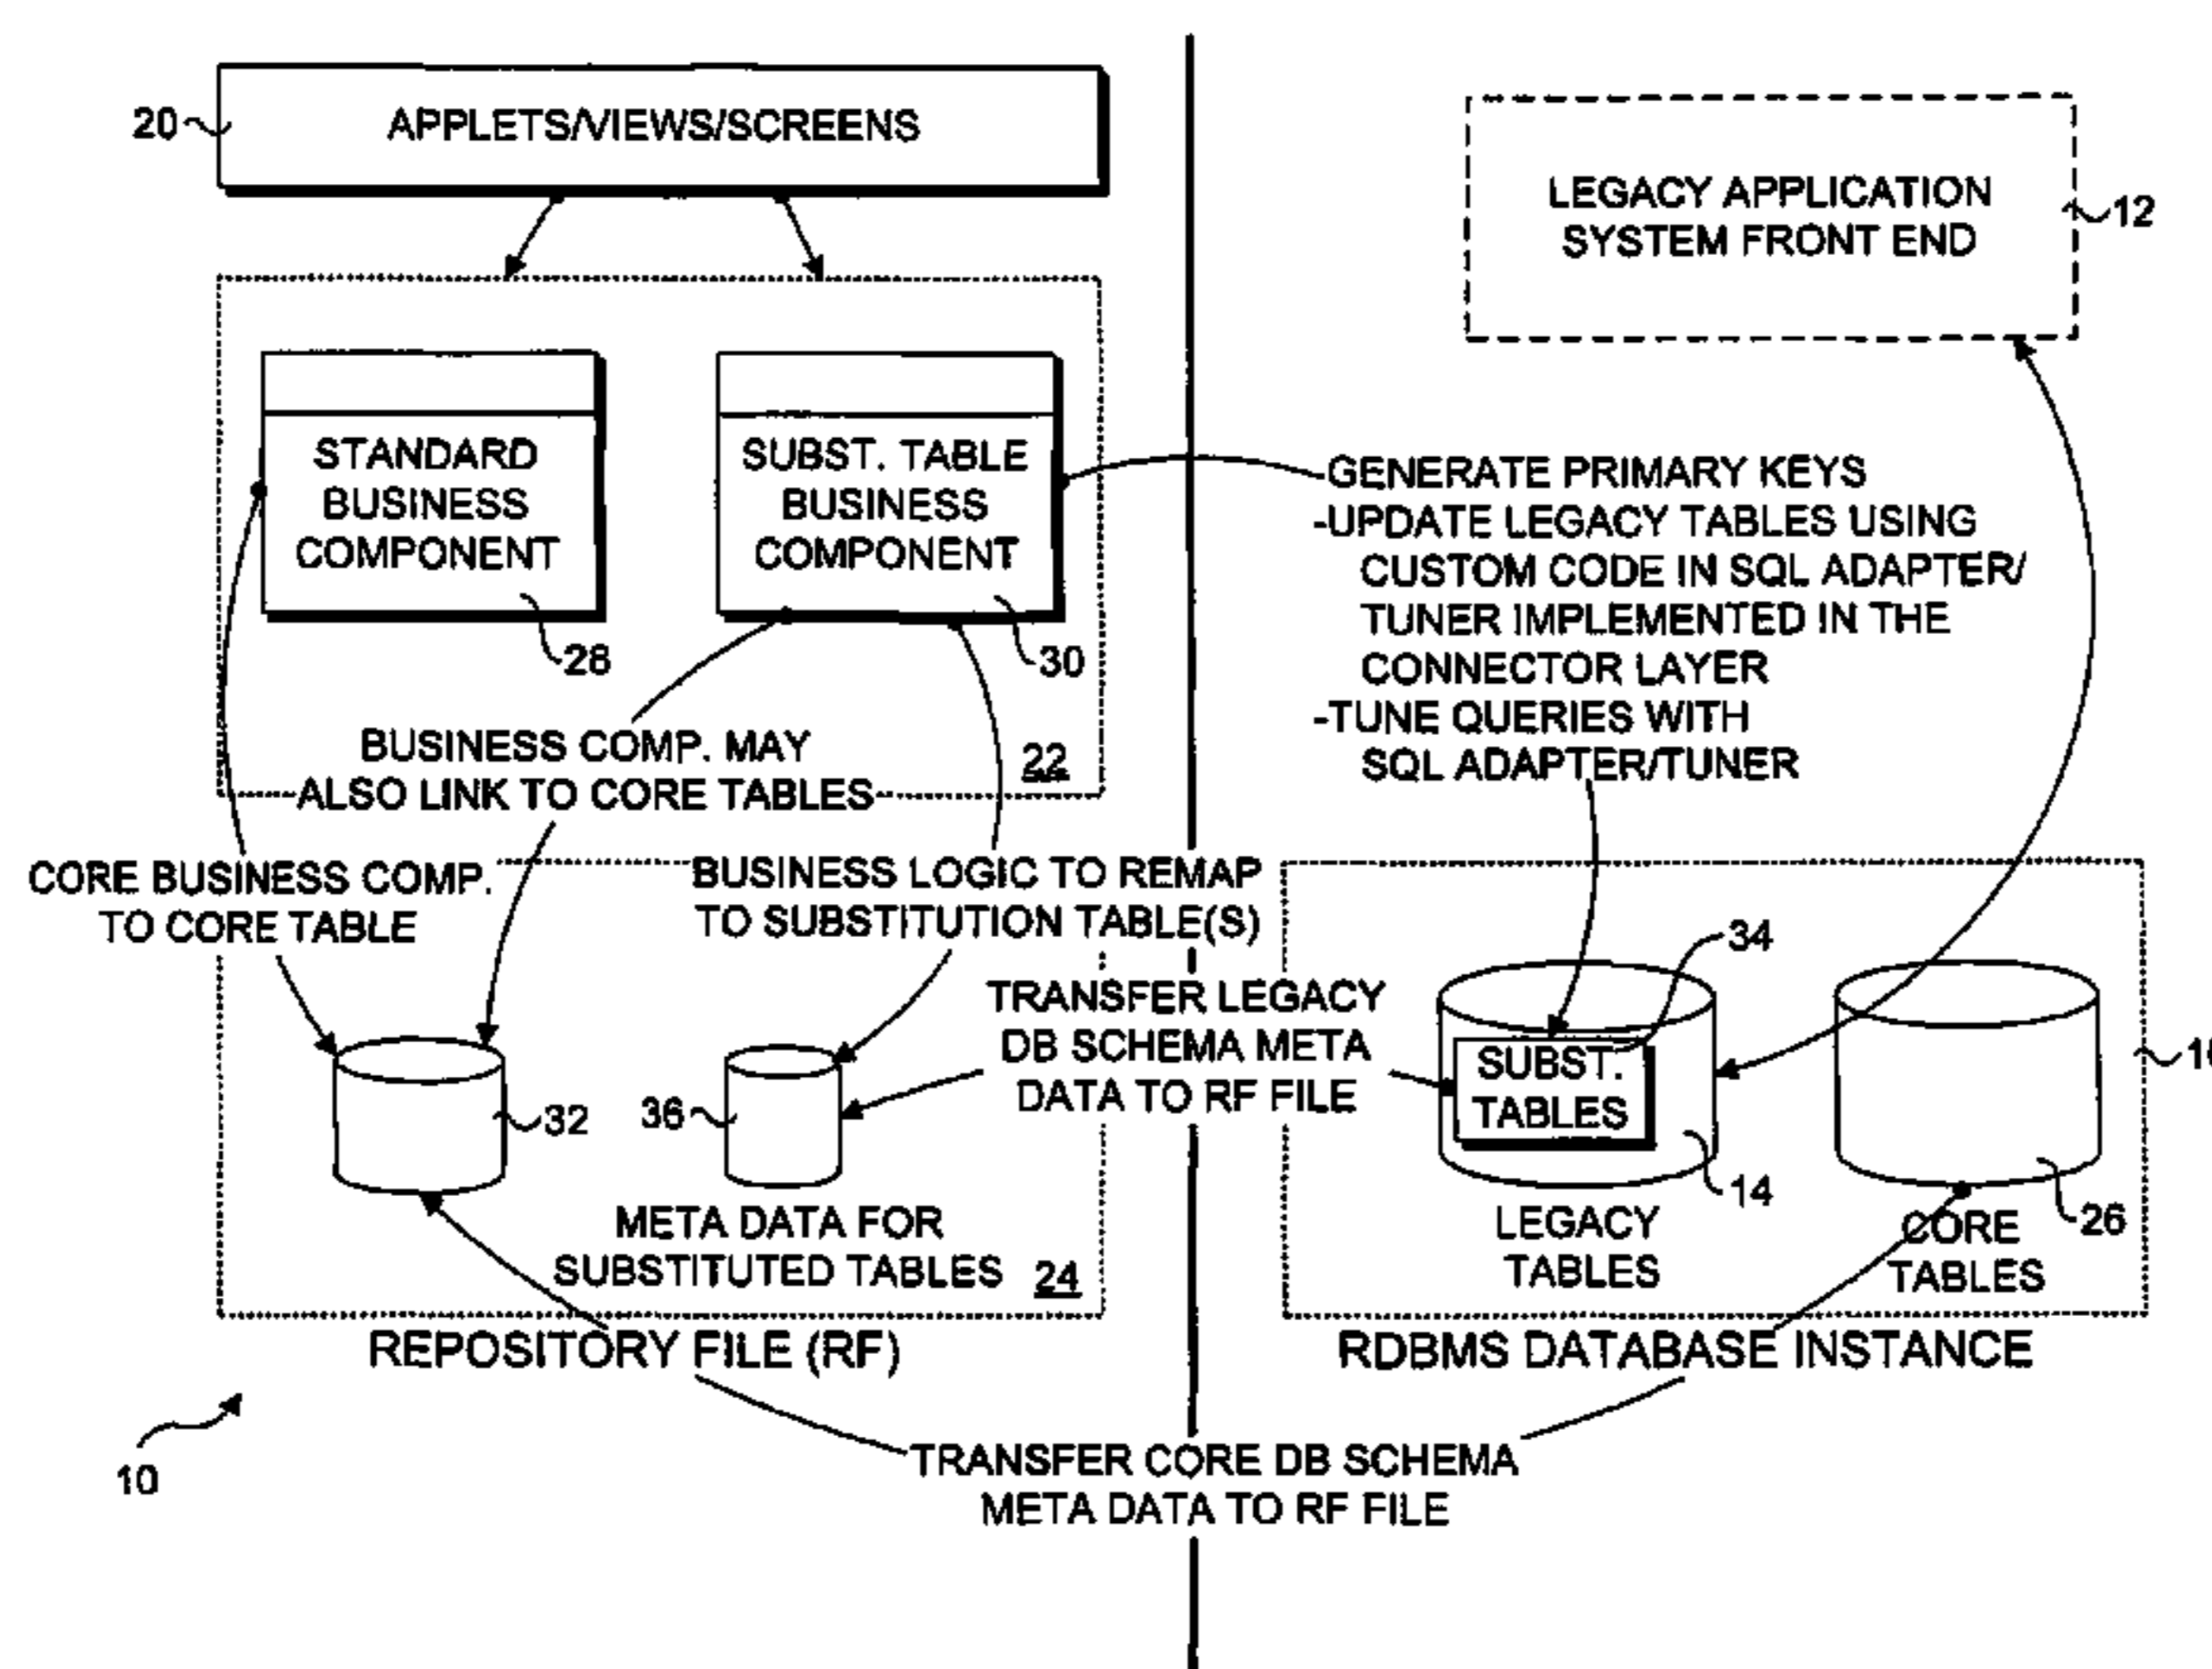 20
APPLETS/VIEWS/SCREENS
LEGACY APPLICATION
SYSTEM FRONT END
12
STANDARD
BUSINESS
COMPONENT
28
SUBST. TABLE
BUSINESS
COMPONENT
30
-GENERATE PRIMARY KEYS
-UPDATE LEGACY TABLES USING
CUSTOM CODE IN SQL ADAPTER/
TUNER IMPLEMENTED IN THE
CONNECTOR LAYER
-TUNE QUERIES WITH
SQL ADAPTER/TUNER
BUSINESS COMP. MAY
ALSO LINK TO CORE TABLES
22
CORE BUSINESS COMP.
TO CORE TABLE
BUSINESS LOGIC TO REMAP
TO SUBSTITUTION TABLE(S)
TRANSFER LEGACY
DB SCHEMA META
DATA TO RF FILE
34
SUBST.
TABLES
32
36
14
26
META DATA FOR
SUBSTITUTED TABLES
24
LEGACY
TABLES
CORE
TABLES
REPOSITORY FILE (RF)
RDBMS DATABASE INSTANCE
10
TRANSFER CORE DB SCHEMA
META DATA TO RF FILE